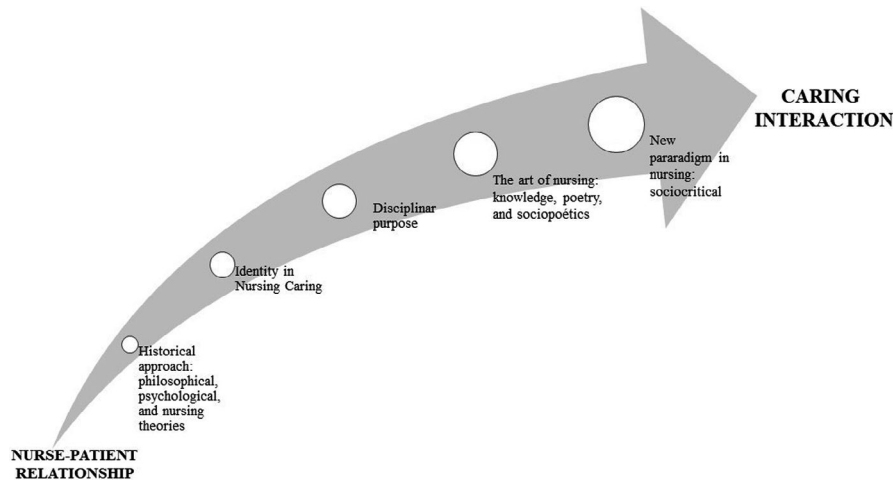 CARING
INTERACTION
New
pararadigm in
nursing:
sociocritical
The art of nursing:
knowledge, poetry,
and sociopoétics
Disciplinar
purpose
Identity in
Nursing Caring
Historical
approach:
philosophical,
psychological,
and nursing
theories
NURSE-PATIENT
RELATIONSHIP